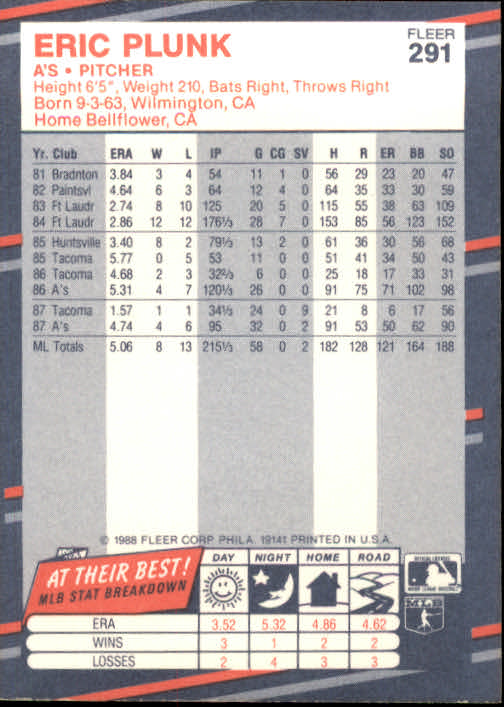 ERIC PLUNK
FLEER
291
A'S • PITCHER
Height 6'5", Weight 210, Bats Right, Throws Right
Born 9-3-63, Wilmington, CA
Home Bellflower, CA
Yr. Club ERA W L IP G CG SV H R ER BB SO
81 Bradnton 3.84 3 4 54 11 1 0 56 29 23 20 47
82 Paintsvl 4.64 6 3 64 12 4 0 64 35 33 30 59
83 Ft Laudr 2.74 8 10 125 20 5 0 115 55 38 63 109
84 Ft Laudr 2.86 12 12 176⅓ 28 7 0 153 85 56 123 152
85 Huntsville 3.40 8 2 79⅓ 13 2 0 61 36 30 56 68
85 Tacoma 5.77 0 5 53 11 0 0 51 41 34 50 43
86 Tacoma 4.68 2 3 32⅔ 6 0 0 25 18 17 33 31
86 A's 5.31 4 7 120⅓ 26 0 0 91 75 71 102 98
87 Tacoma 1.57 1 1 34⅓ 24 0 9 21 8 6 17 56
87 A's 4.74 4 6 95 32 0 2 91 53 50 62 90
ML Totals 5.06 8 13 215⅓ 58 0 2 182 128 121 164 188
© 1988 FLEER CORP. PHILA. 19141 PRINTED IN U.S.A.
AT THEIR BEST!
MLB STAT BREAKDOWN
DAY NIGHT HOME ROAD
ERA 3.52 5.32 4.86 4.62
WINS 3 1 2 2
LOSSES 2 4 3 3
MLB